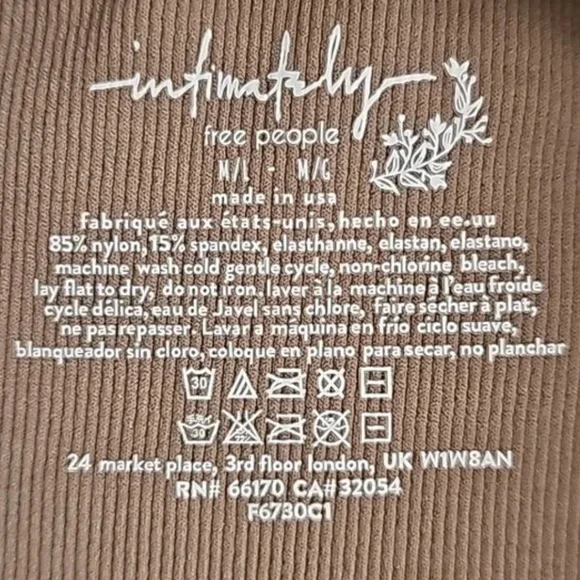 intimately
free people
M/L - M/G
made in usa
fabriqué aux états-unis, hecho en ee.uu
85% nylon, 15% spandex, elasthanne, elastan, elastano,
machine wash cold gentle cycle, non-chlorine bleach,
lay flat to dry, do not iron. laver à la machine à l'eau froide
cycle délica, eau de Javel sans chlore, faire sécher à plat,
ne pas repasser. Lavar a máquina en frío ciclo suave,
blanqueador sin cloro, coloque en plano para secar, no planchar
30
30
24 market place, 3rd floor london, UK W1W8AN
RN# 66170 CA#32054
F6730C1